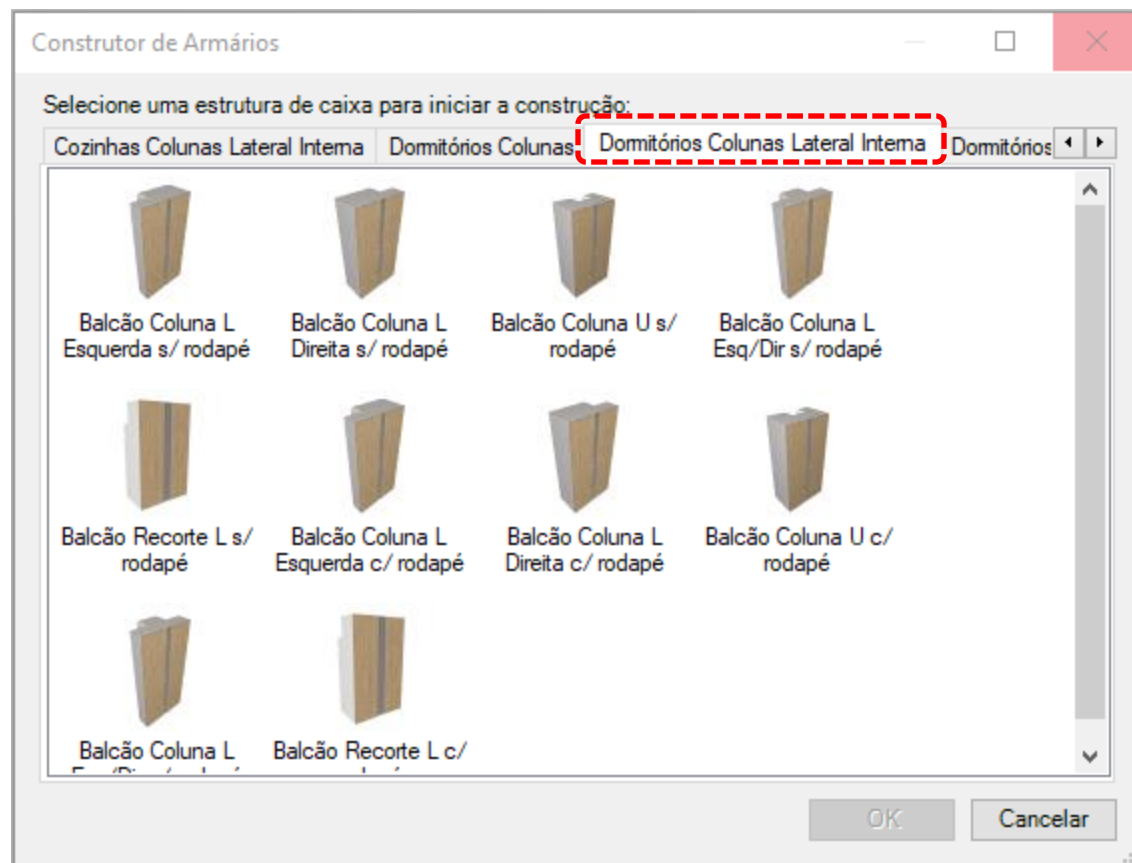 Construtor de Armários
Selecione uma estrutura de caixa para iniciar a construção:
Cozinhas Colunas Lateral Interna Dormitórios Colunas Dormitórios Colunas Lateral Interna Dormitórios
Balcão Coluna L
Esquerda s/ rodapé
Balcão Coluna L
Direita s/ rodapé
Balcão Coluna U s/
rodapé
Balcão Coluna L
Esq/Dir s/ rodapé
Balcão Recorte L s/
rodapé
Balcão Coluna L
Esquerda c/ rodapé
Balcão Coluna L
Direita c/ rodapé
Balcão Coluna U c/
rodapé
Balcão Coluna L
Balcão Recorte L c/
OK Cancelar